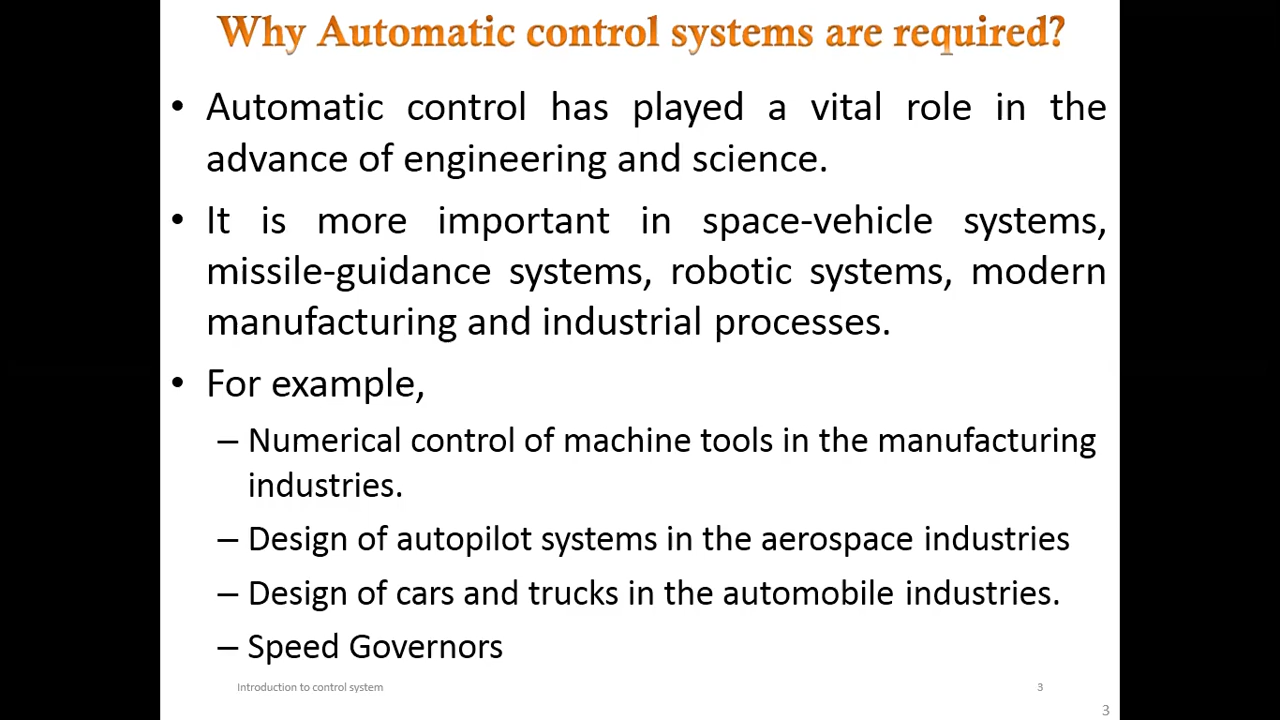 Why Automatic control systems are required?
• Automatic control has played a vital role in the
advance of engineering and science.
• It is more important in space-vehicle systems,
missile-guidance systems, robotic systems, modern
manufacturing and industrial processes.
• For example,
– Numerical control of machine tools in the manufacturing
industries.
– Design of autopilot systems in the aerospace industries
– Design of cars and trucks in the automobile industries.
– Speed Governors
Introduction to control system 3
3